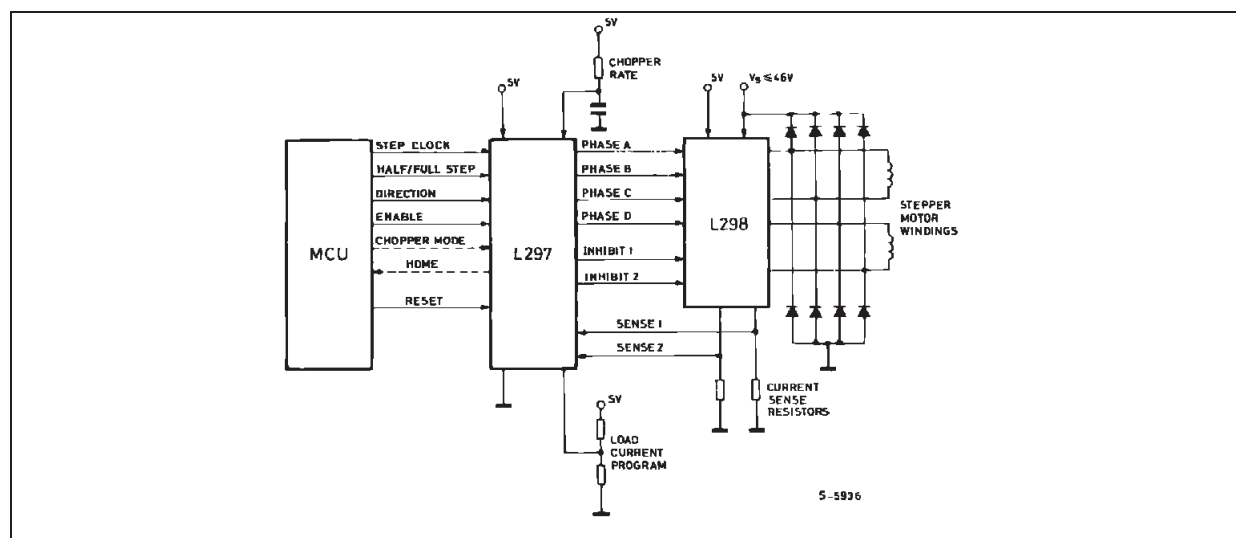 5V
CHOPPER
RATE
5V
5V
Vs ≤46V
MCU
STEP CLOCK
HALF/FULL STEP
DIRECTION
ENABLE
CHOPPER MODE
HOME
RESET
L297
PHASE A
PHASE B
PHASE C
PHASE D
INHIBIT 1
INHIBIT 2
SENSE 1
SENSE 2
L298
STEPPER
MOTOR
WINDINGS
CURRENT
SENSE
RESISTORS
5V
LOAD
CURRENT
PROGRAM
S-5936